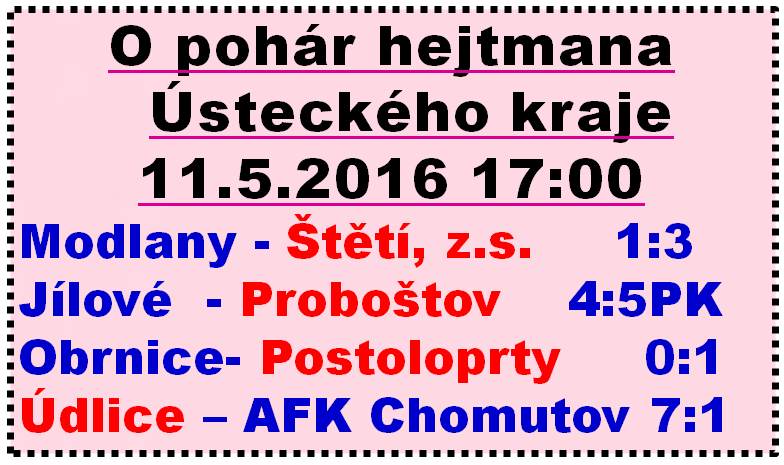 O pohár hejtmana
Ústeckého kraje
11.5.2016 17:00
Modlany - Štětí, z.s. 1:3
Jílové - Proboštov 4:5PK
Obrnice- Postoloprty 0:1
Údlice – AFK Chomutov 7:1